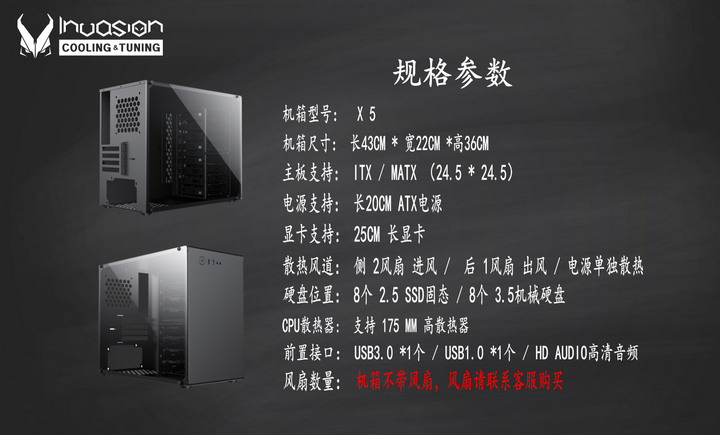 Invasion
COOLING & TUNING
规格参数
机箱型号： X 5
机箱尺寸：长43CM * 宽22CM *高36CM
主板支持： ITX / MATX （24.5 * 24.5）
电源支持： 长20CM ATX电源
显卡支持： 25CM 长显卡
散热风道： 侧 2风扇 进风 / 后 1风扇 出风 / 电源单独散热
硬盘位置： 8个 2.5 SSD固态 / 8个 3.5机械硬盘
CPU散热器： 支持 175 MM 高散热器
前置接口： USB3.0 *1个 / USB1.0 *1个 / HD AUDIO高清音频
风扇数量： 机箱不带风扇，风扇请联系客服购买